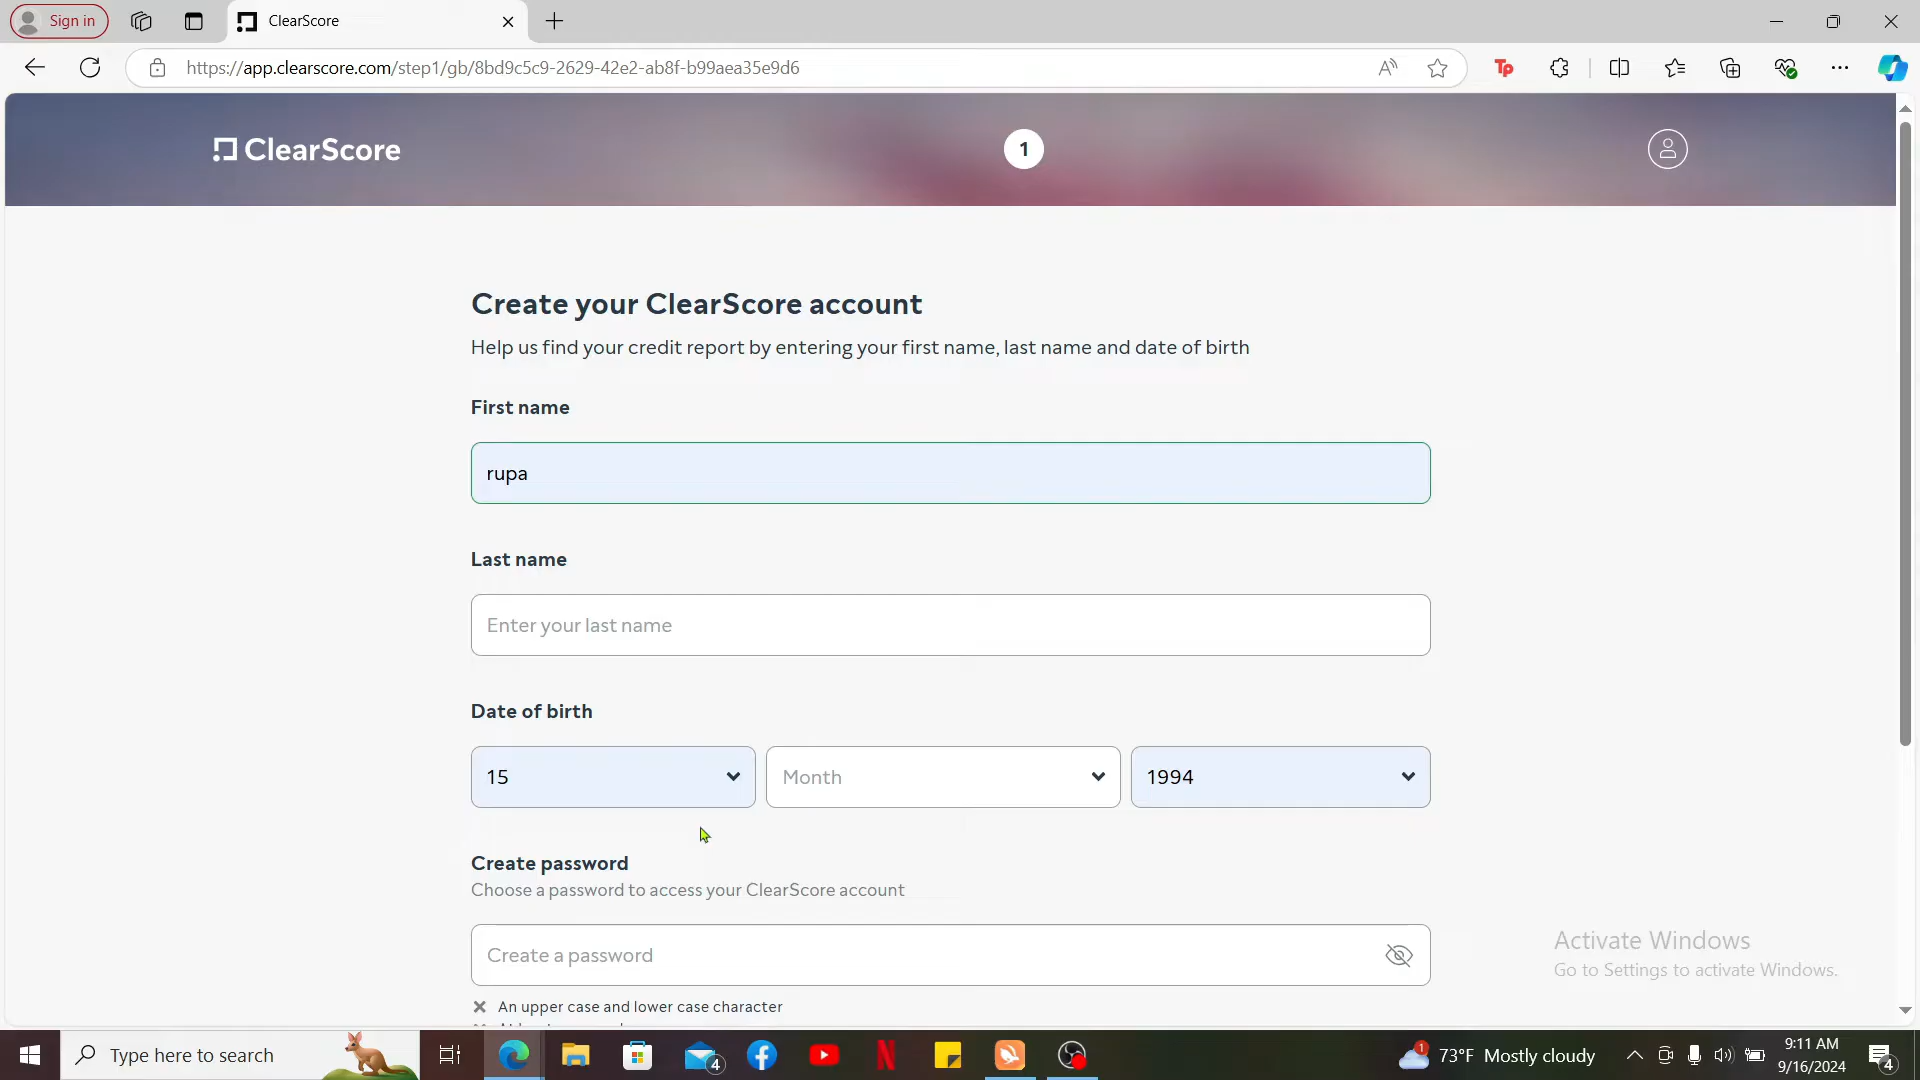 Sign in
ClearScore
https://app.clearscore.com/step1/gb/8bd9c5c9-2629-42e2-ab8f-b99aea35e9d6
Tp
ClearScore
1
Create your ClearScore account
Help us find your credit report by entering your first name, last name and date of birth
First name
rupa
Last name
Enter your last name
Date of birth
15 Month 1994
Create password
Choose a password to access your ClearScore account
Create a password
An upper case and lower case character
Activate Windows
Go to Settings to activate Windows.
Type here to search
4
1
73°F Mostly cloudy
9:11 AM
9/16/2024
4